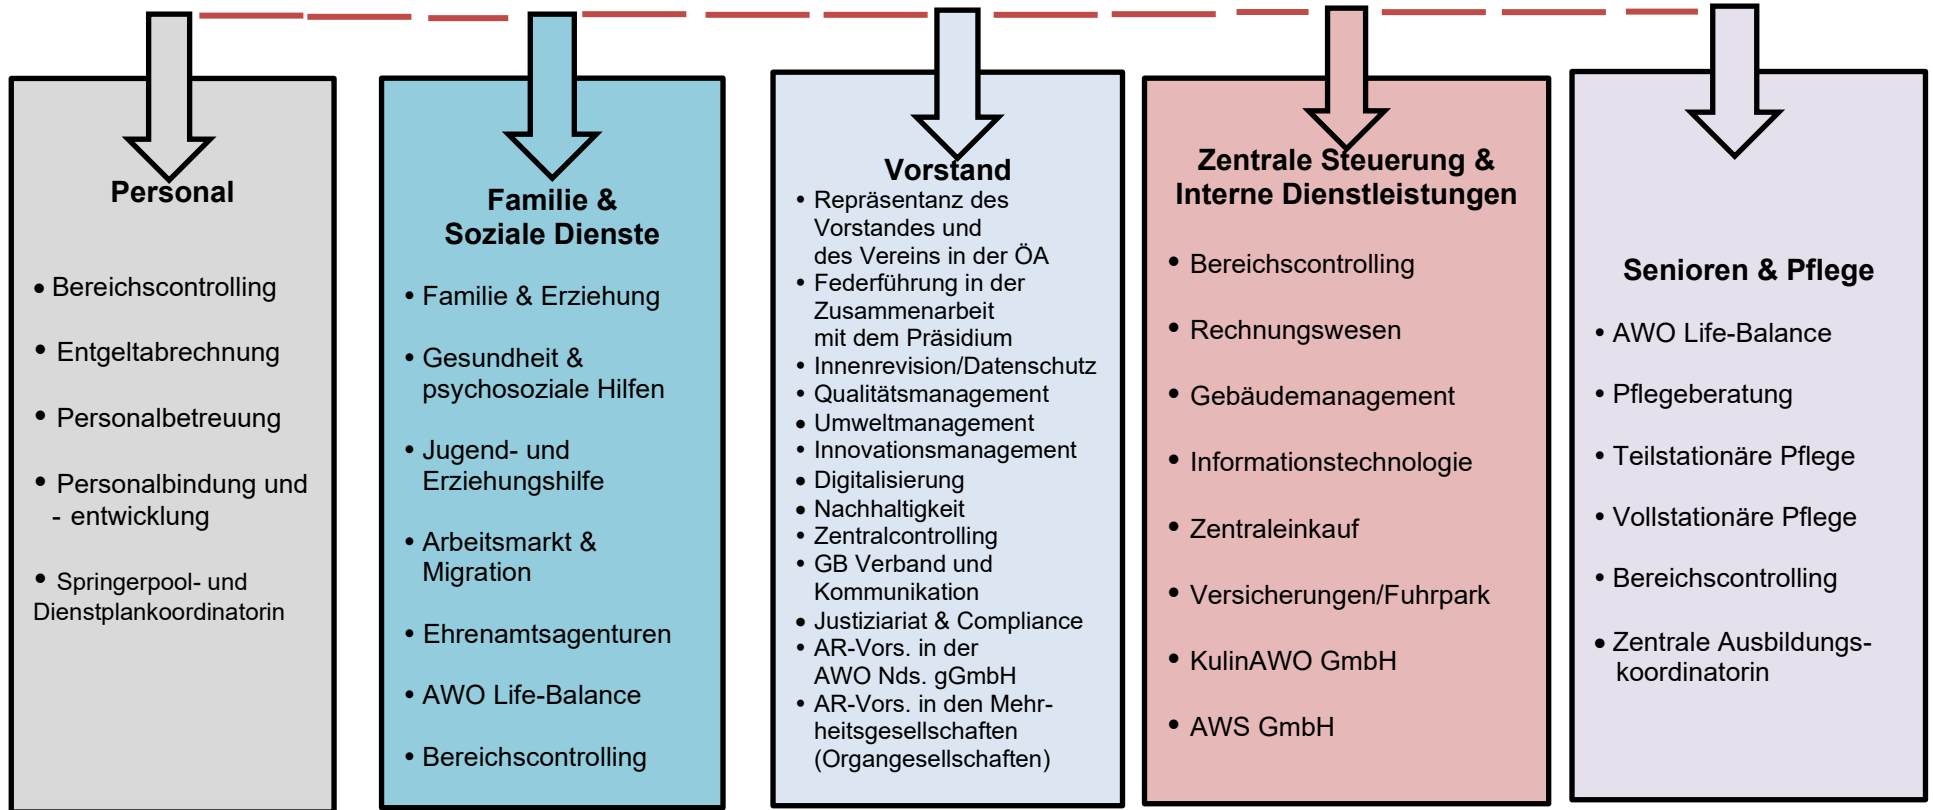 Personal
• Bereichscontrolling
• Entgeltabrechnung
• Personalbetreuung
• Personalbindung und
- entwicklung
• Springerpool- und
Dienstplankoordinatorin
Familie &
Soziale Dienste
• Familie & Erziehung
• Gesundheit &
psychosoziale Hilfen
• Jugend- und
Erziehungshilfe
• Arbeitsmarkt &
Migration
• Ehrenamtsagenturen
• AWO Life-Balance
• Bereichscontrolling
Vorstand
• Repräsentanz des
Vorstandes und
des Vereins in der ÖA
• Federführung in der
Zusammenarbeit
mit dem Präsidium
• Innenrevision/Datenschutz
• Qualitätsmanagement
• Umweltmanagement
• Innovationsmanagement
• Digitalisierung
• Nachhaltigkeit
• Zentralcontrolling
• GB Verband und
Kommunikation
• Justiziariat & Compliance
• AR-Vors. in der
AWO Nds. gGmbH
• AR-Vors. in den Mehr-
heitsgesellschaften
(Organgesellschaften)
Zentrale Steuerung &
Interne Dienstleistungen
• Bereichscontrolling
• Rechnungswesen
• Gebäudemanagement
• Informationstechnologie
• Zentraleinkauf
• Versicherungen/Fuhrpark
• KulinAWO GmbH
• AWS GmbH
Senioren & Pflege
• AWO Life-Balance
• Pflegeberatung
• Teilstationäre Pflege
• Vollstationäre Pflege
• Bereichscontrolling
• Zentrale Ausbildungs-
koordinatorin